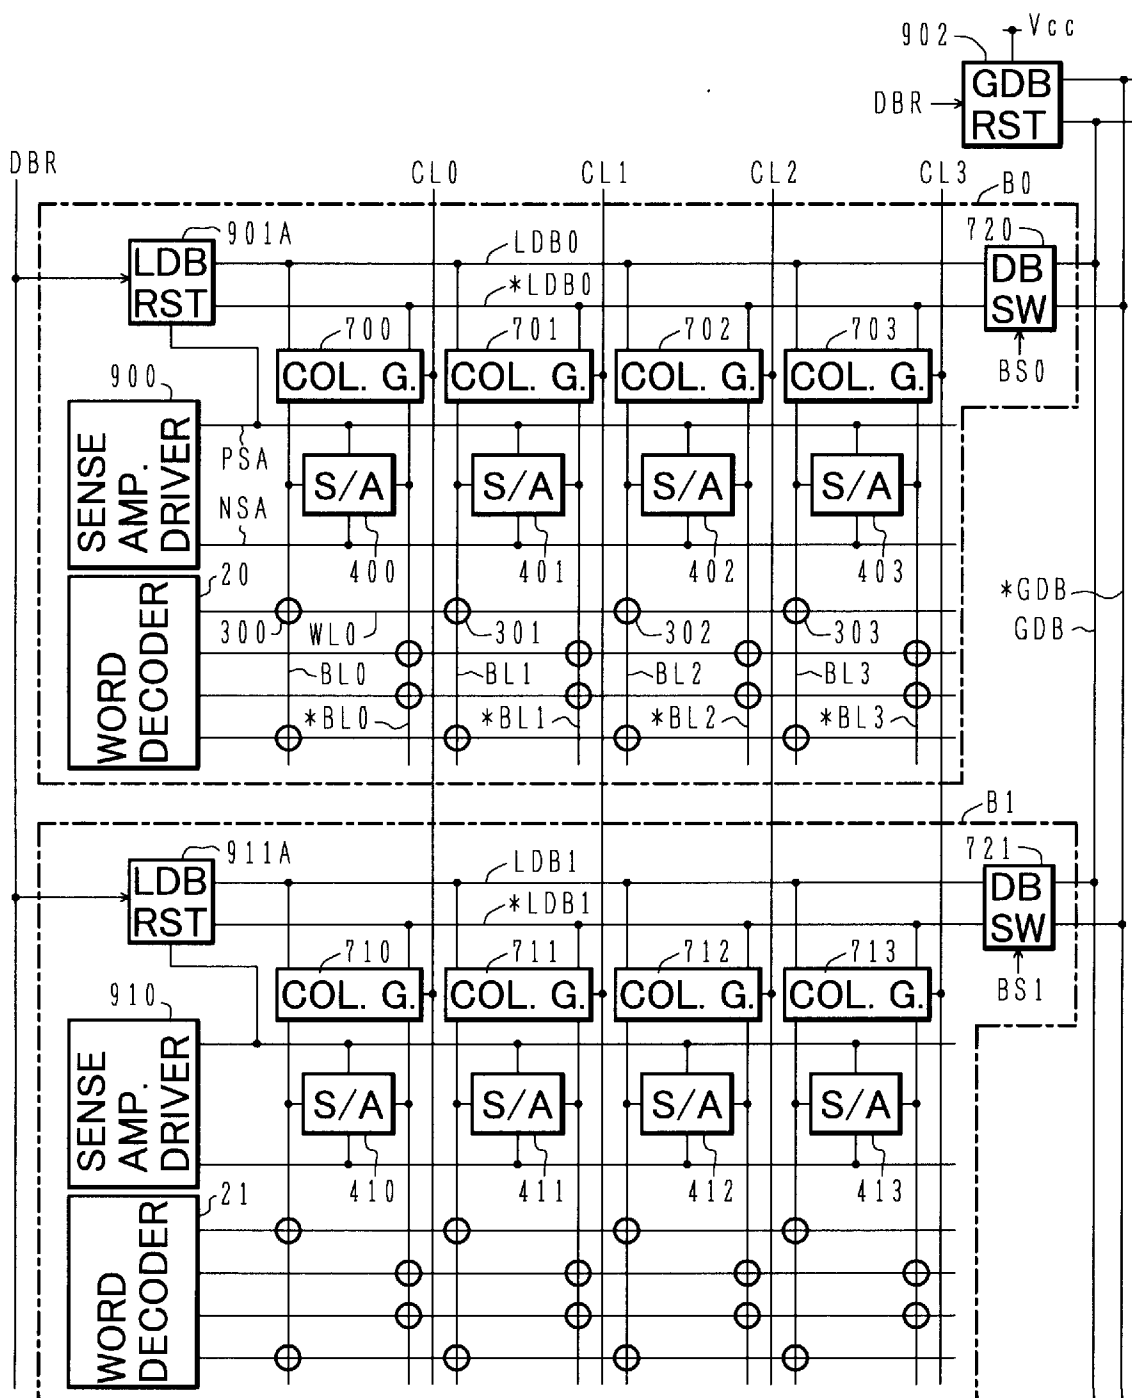 Vcc
902
GDB
RST
DBR
DBR
CL0
CL1
CL2
CL3
B0
901A
LDB0
720
LDB
RST
*LDB0
DB
SW
700
701
702
703
BS0
900
COL. G.
COL. G.
COL. G.
COL. G.
SENSE
AMP.
DRIVER
PSA
NSA
S/A
S/A
S/A
S/A
400
401
402
403
20
WORD
DECODER
300
WL0
301
302
303
*GDB
GDB
BL0
BL1
BL2
BL3
*BL0
*BL1
*BL2
*BL3
B1
911A
LDB1
721
LDB
RST
*LDB1
DB
SW
710
711
712
713
BS1
910
COL. G.
COL. G.
COL. G.
COL. G.
SENSE
AMP.
DRIVER
S/A
S/A
S/A
S/A
410
411
412
413
21
WORD
DECODER